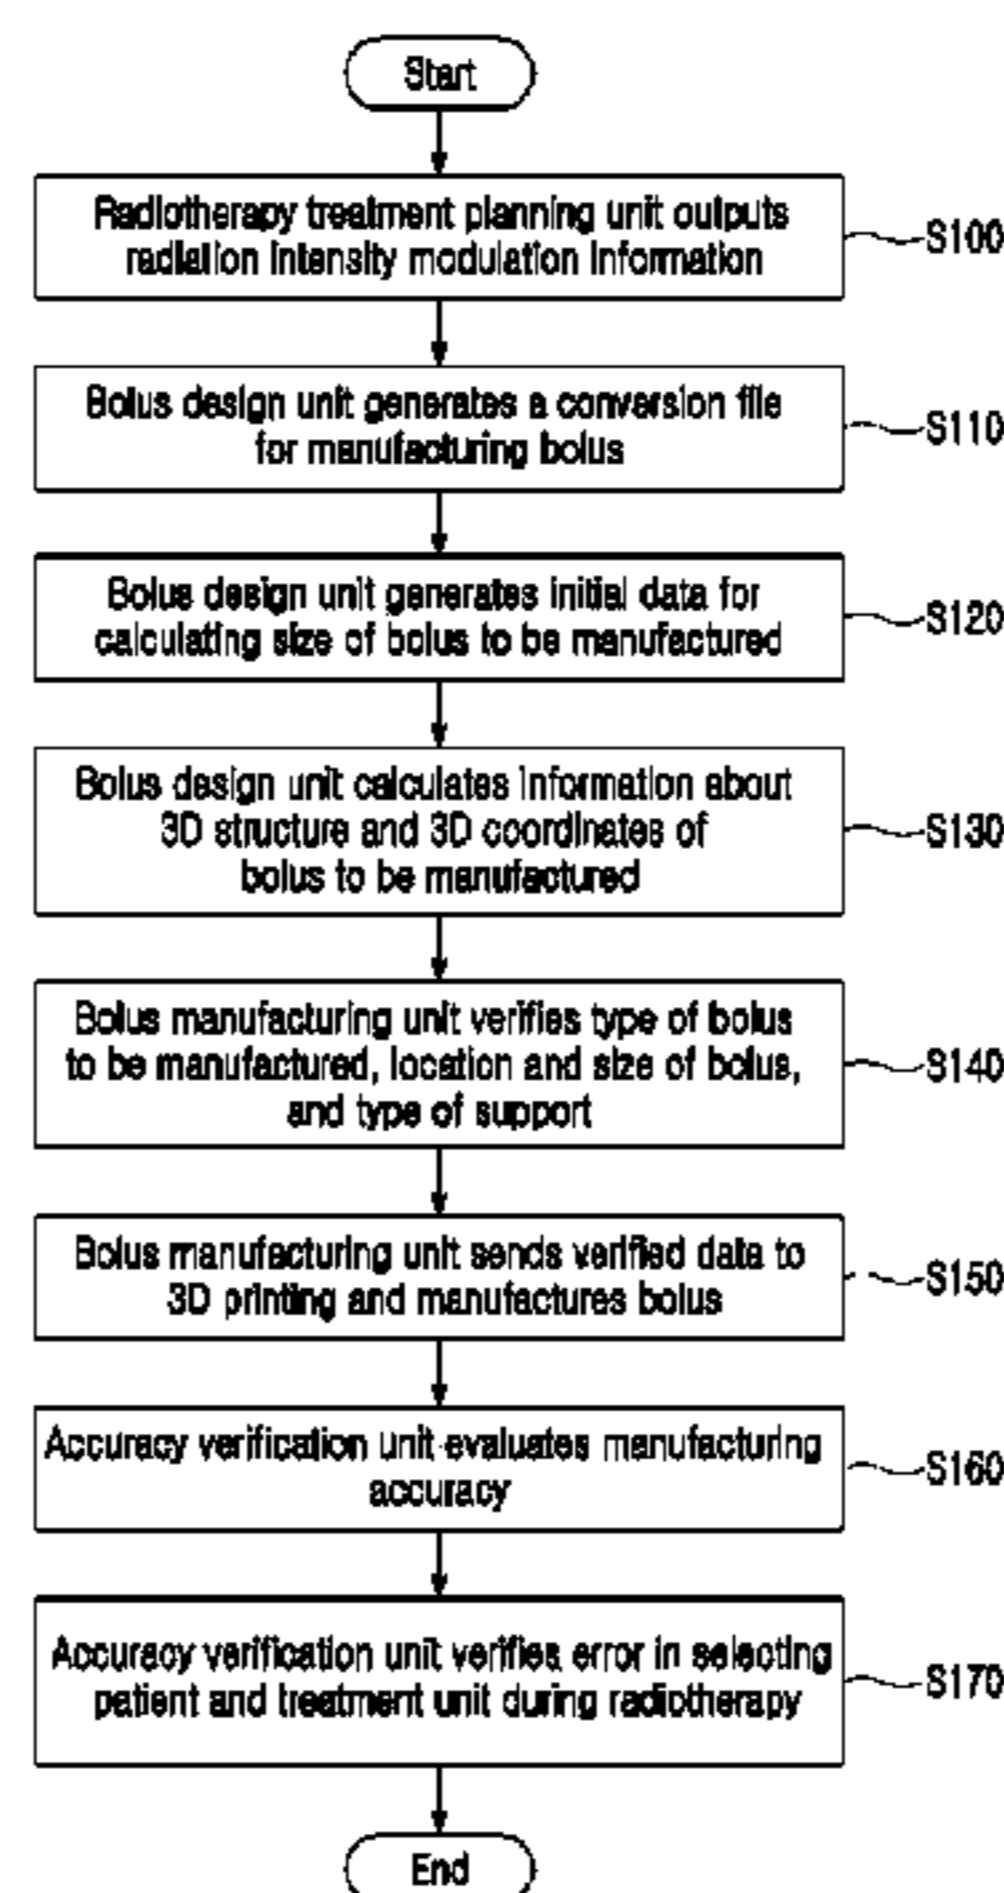 Start
Radiotherapy treatment planning unit outputs
radiation intensity modulation information
S100
Bolus design unit generates a conversion file
for manufacturing bolus
S110
Bolus design unit generates initial data for
calculating size of bolus to be manufactured
S120
Bolus design unit calculates information about
3D structure and 3D coordinates of
bolus to be manufactured
S130
Bolus manufacturing unit verifies type of bolus
to be manufactured, location and size of bolus,
and type of support
S140
Bolus manufacturing unit sends verified data to
3D printing and manufactures bolus
S150
Accuracy verification unit evaluates manufacturing
accuracy
S160
Accuracy verification unit verifies error in selecting
patient and treatment unit during radiotherapy
S170
End